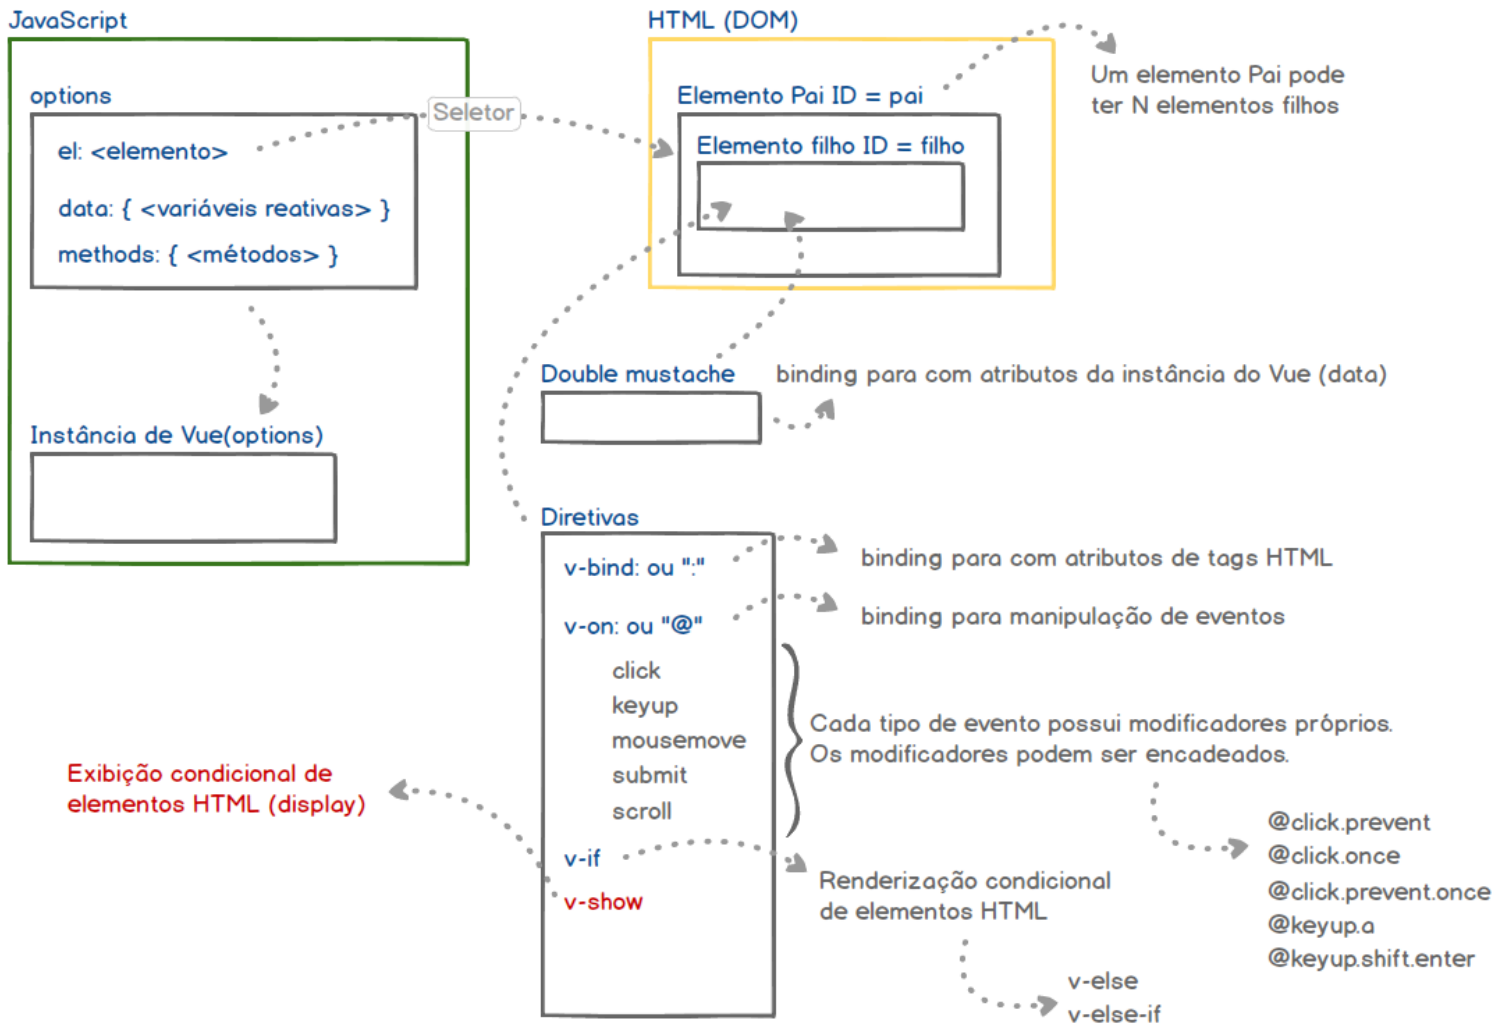 JavaScript
options
el: <elemento>
data: { <variáveis reativas> }
methods: { <métodos> }
Instância de Vue(options)
Seletor
HTML (DOM)
Elemento Pai ID = pai
Elemento filho ID = filho
Um elemento Pai pode
ter N elementos filhos
Double mustache
binding para com atributos da instância do Vue (data)
Diretivas
v-bind: ou ":"
binding para com atributos de tags HTML
v-on: ou "@"
binding para manipulação de eventos
click
keyup
mousemove
submit
scroll
Cada tipo de evento possui modificadores próprios.
Os modificadores podem ser encadeados.
@click.prevent
@click.once
@click.prevent.once
@keyup.a
@keyup.shift.enter
v-if
Renderização condicional
de elementos HTML
v-else
v-else-if
v-show
Exibição condicional de
elementos HTML (display)